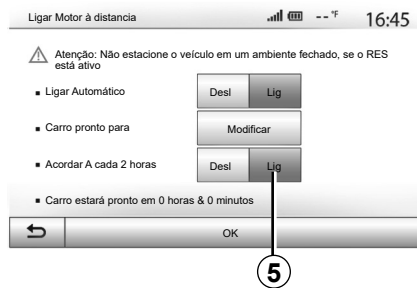 Ligar Motor à distancia
--°F 16:45
Atenção: Não estacione o veículo em um ambiente fechado, se o RES
está ativo
Ligar Automático Desl Lig
Carro pronto para Modificar
Acordar A cada 2 horas Desl Lig
Carro estará pronto em 0 horas & 0 minutos
OK
5